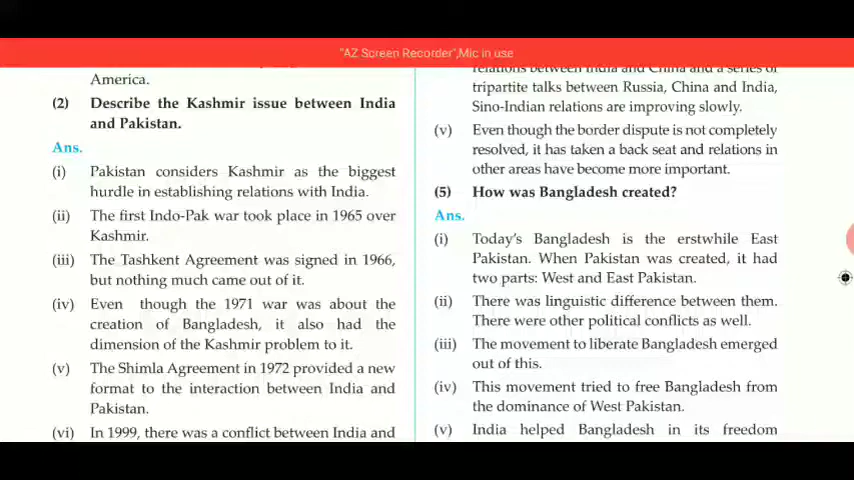 "AZ Screen Recorder",Mic in use
America.
(2) Describe the Kashmir issue between India
and Pakistan.
Ans.
(i) Pakistan considers Kashmir as the biggest
hurdle in establishing relations with India.
(ii) The first Indo-Pak war took place in 1965 over
Kashmir.
(iii) The Tashkent Agreement was signed in 1966,
but nothing much came out of it.
(iv) Even though the 1971 war was about the
creation of Bangladesh, it also had the
dimension of the Kashmir problem to it.
(v) The Shimla Agreement in 1972 provided a new
format to the interaction between India and
Pakistan.
(vi) In 1999, there was a conflict between India and
relations between India and China and a series of
tripartite talks between Russia, China and India,
Sino-Indian relations are improving slowly.
(v) Even though the border dispute is not completely
resolved, it has taken a back seat and relations in
other areas have become more important.
(5) How was Bangladesh created?
Ans.
(i) Today's Bangladesh is the erstwhile East
Pakistan. When Pakistan was created, it had
two parts: West and East Pakistan.
(ii) There was linguistic difference between them.
There were other political conflicts as well.
(iii) The movement to liberate Bangladesh emerged
out of this.
(iv) This movement tried to free Bangladesh from
the dominance of West Pakistan.
(v) India helped Bangladesh in its freedom